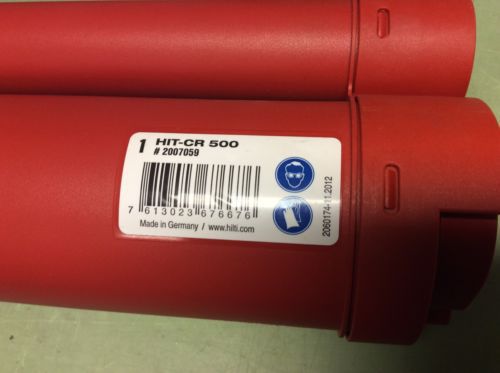 1 HIT-CR 500
# 2007059
7 613023 676676
Made in Germany / www.hilti.com
2060174-11.2012